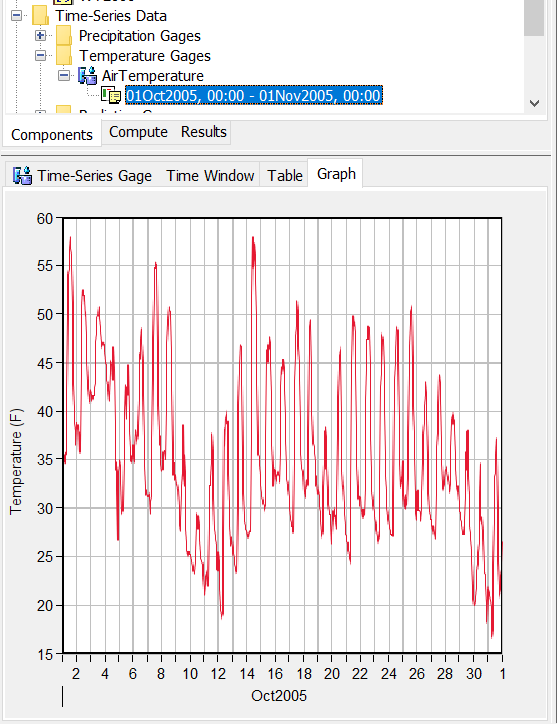 Time-Series Data
Precipitation Gages
Temperature Gages
AirTemperature
01Oct2005, 00:00 - 01Nov2005, 00:00
Components Compute Results
Time-Series Gage Time Window Table Graph
60
55
50
45
40
35
30
25
20
15
Temperature (F)
2 4 6 8 10 12 14 16 18 20 22 24 26 28 30 1
Oct2005